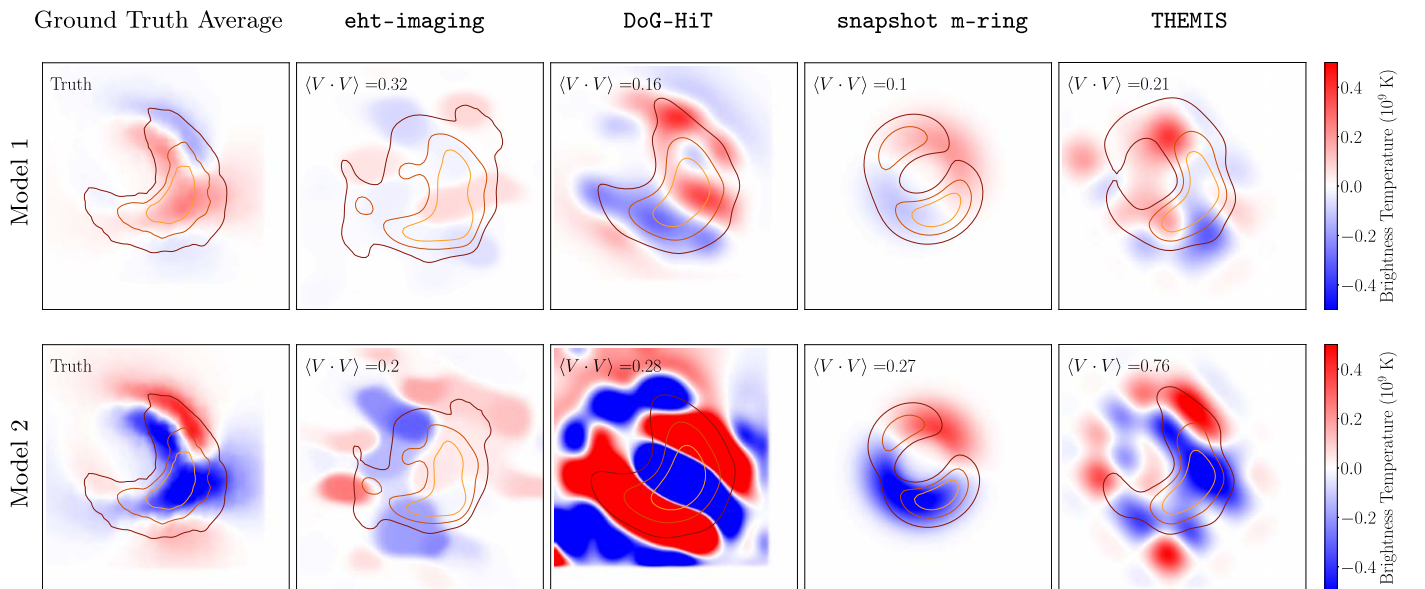 Ground Truth Average eht-imaging DoG-HiT snapshot m-ring THEMIS
Model 1
Truth
⟨V · V⟩ =0.32
⟨V · V⟩ =0.16
⟨V · V⟩ =0.1
⟨V · V⟩ =0.21
0.4
0.2
0.0
−0.2
−0.4
Brightness Temperature (10⁹ K)
Model 2
Truth
⟨V · V⟩ =0.2
⟨V · V⟩ =0.28
⟨V · V⟩ =0.27
⟨V · V⟩ =0.76
0.4
0.2
0.0
−0.2
−0.4
Brightness Temperature (10⁹ K)